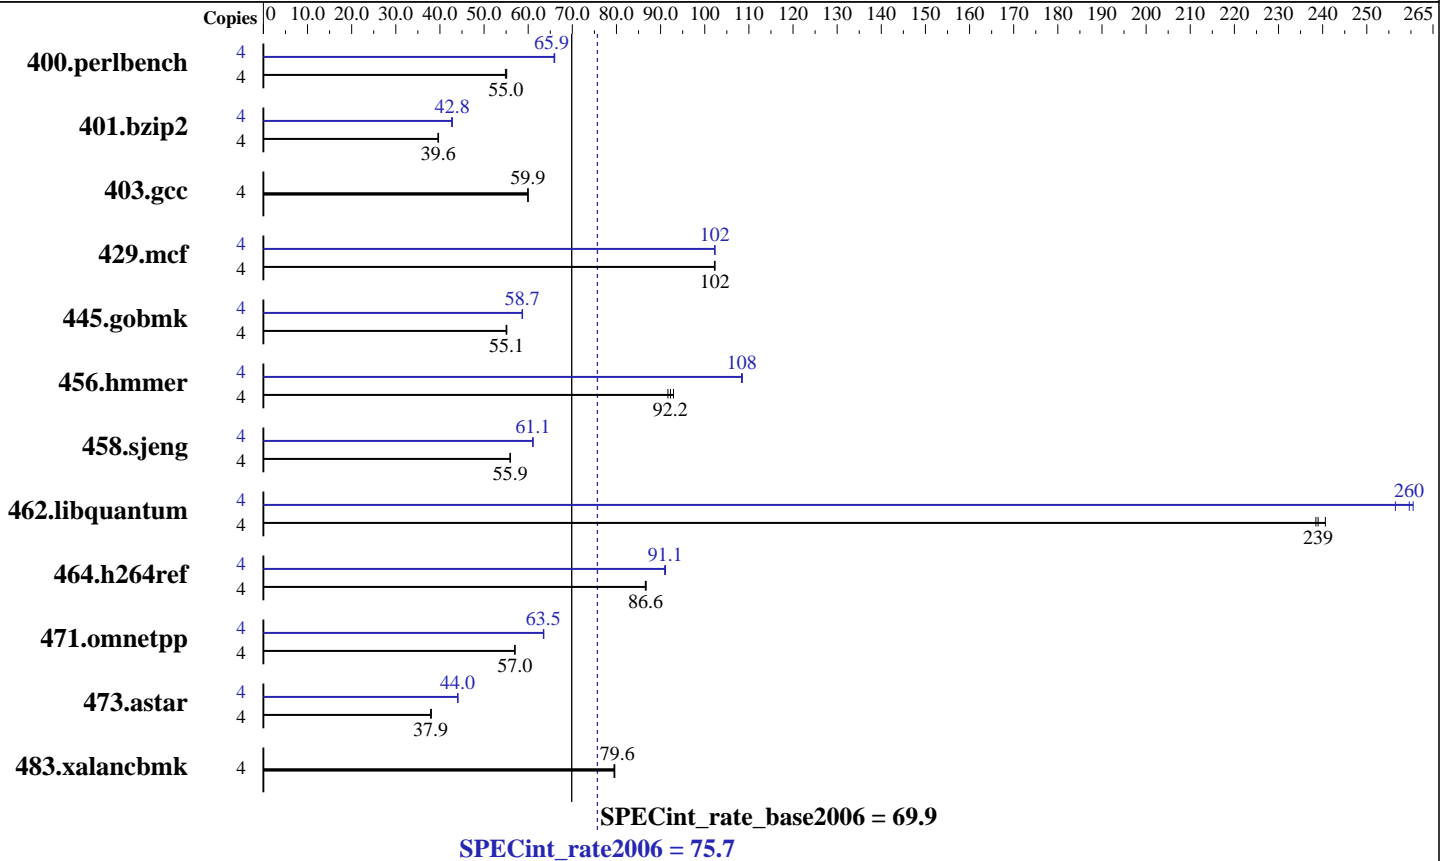 Copies 0 10.0 20.0 30.0 40.0 50.0 60.0 70.0 80.0 90.0 100 110 120 130 140 150 160 170 180 190 200 210 220 230 240 250 265
400.perlbench 4 65.9
4 55.0
401.bzip2 4 42.8
4 39.6
403.gcc 4 59.9
429.mcf 4 102
4 102
445.gobmk 4 58.7
4 55.1
456.hmmer 4 108
4 92.2
458.sjeng 4 61.1
4 55.9
462.libquantum 4 260
4 239
464.h264ref 4 91.1
4 86.6
471.omnetpp 4 63.5
4 57.0
473.astar 4 44.0
4 37.9
483.xalancbmk 4 79.6
SPECint_rate_base2006 = 69.9
SPECint_rate2006 = 75.7